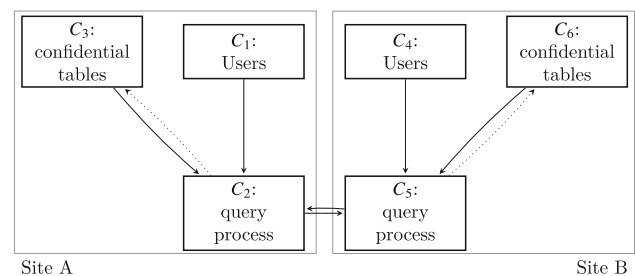 C₃:
confidential
tables
C₁:
Users
C₄:
Users
C₆:
confidential
tables
C₂:
query
process
C₅:
query
process
Site A
Site B